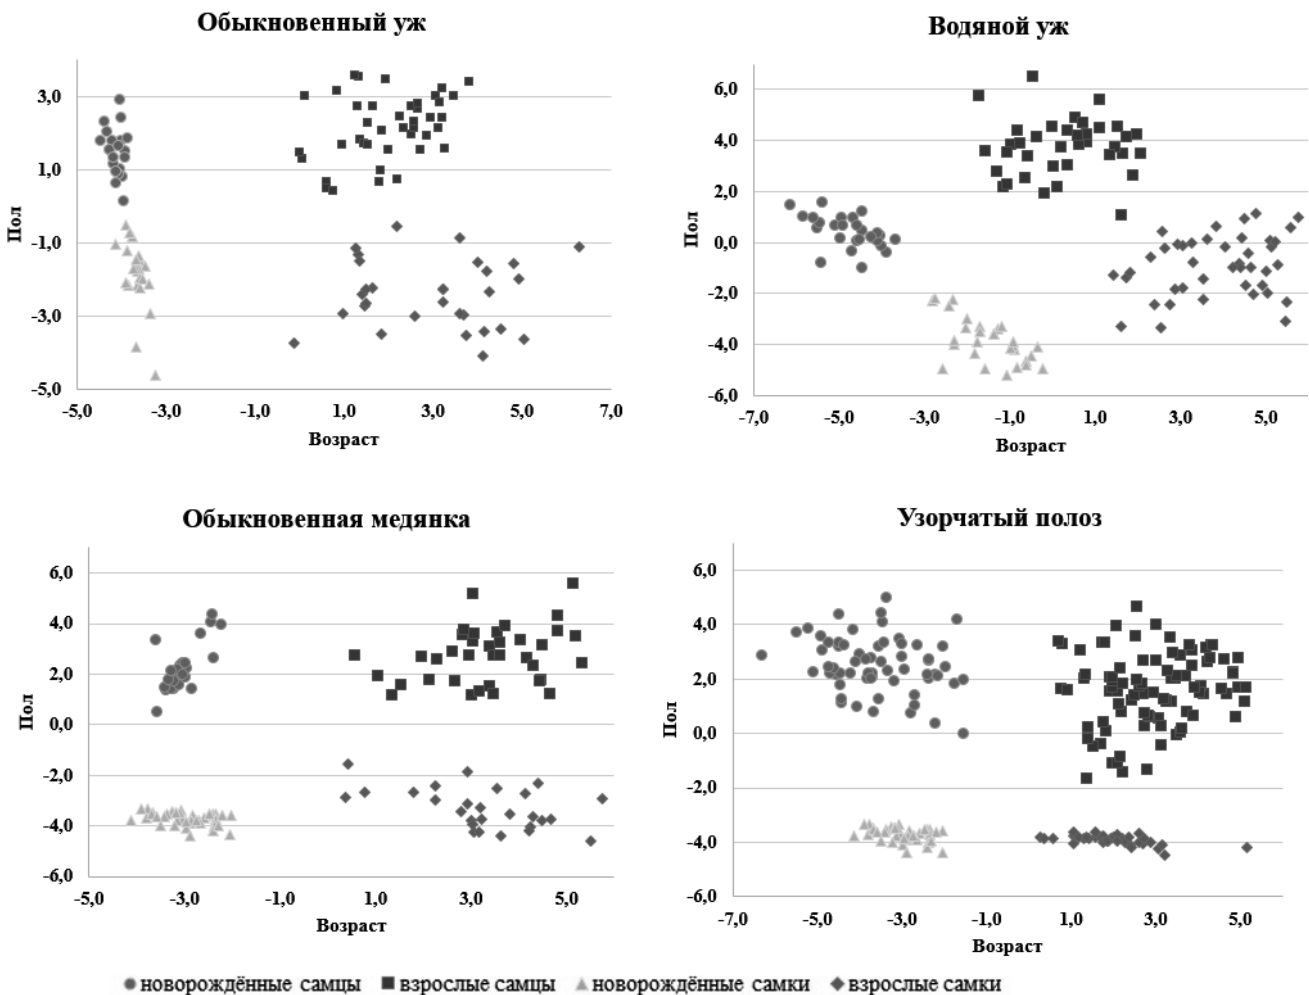 Обыкновенный уж
3,0
1,0
-1,0
-3,0
-5,0
Пол
-5,0 -3,0 -1,0 1,0 3,0 5,0 7,0
Возраст
Водяной уж
6,0
4,0
2,0
0,0
-2,0
-4,0
-6,0
Пол
-7,0 -5,0 -3,0 -1,0 1,0 3,0 5,0
Возраст
Обыкновенная медянка
6,0
4,0
2,0
0,0
-2,0
-4,0
-6,0
Пол
-5,0 -3,0 -1,0 1,0 3,0 5,0
Возраст
Узорчатый полоз
6,0
4,0
2,0
0,0
-2,0
-4,0
-6,0
Пол
-7,0 -5,0 -3,0 -1,0 1,0 3,0 5,0
Возраст
новорождённые самцы взрослые самцы новорождённые самки взрослые самки